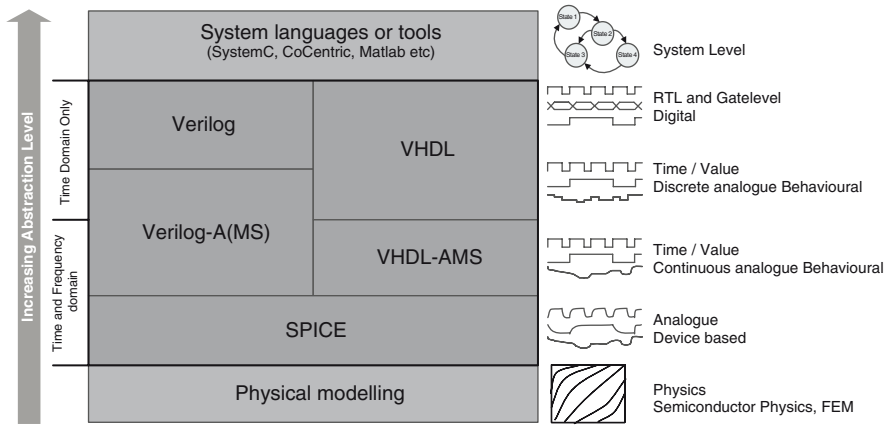 Increasing Abstraction Level
Time Domain Only
Time and Frequency
domain
System languages or tools
(SystemC, CoCentric, Matlab etc)
Verilog
VHDL
Verilog-A(MS)
VHDL-AMS
SPICE
Physical modelling
State 1
State 2
State 3
State 4
System Level
RTL and Gatelevel
Digital
Time / Value
Discrete analogue Behavioural
Time / Value
Continuous analogue Behavioural
Analogue
Device based
Physics
Semiconductor Physics, FEM